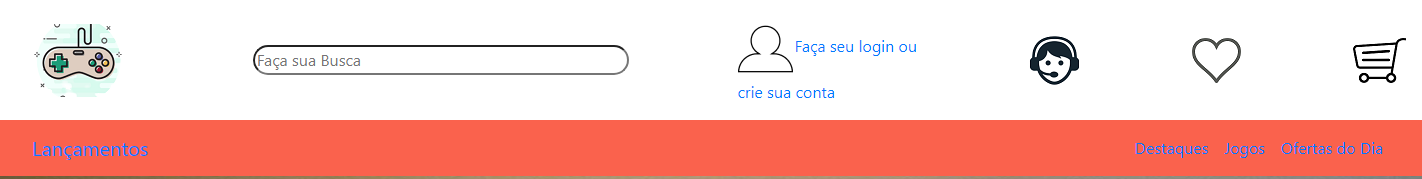 Faça sua Busca
Faça seu login ou
crie sua conta
Lançamentos
Destaques Jogos Ofertas do Dia